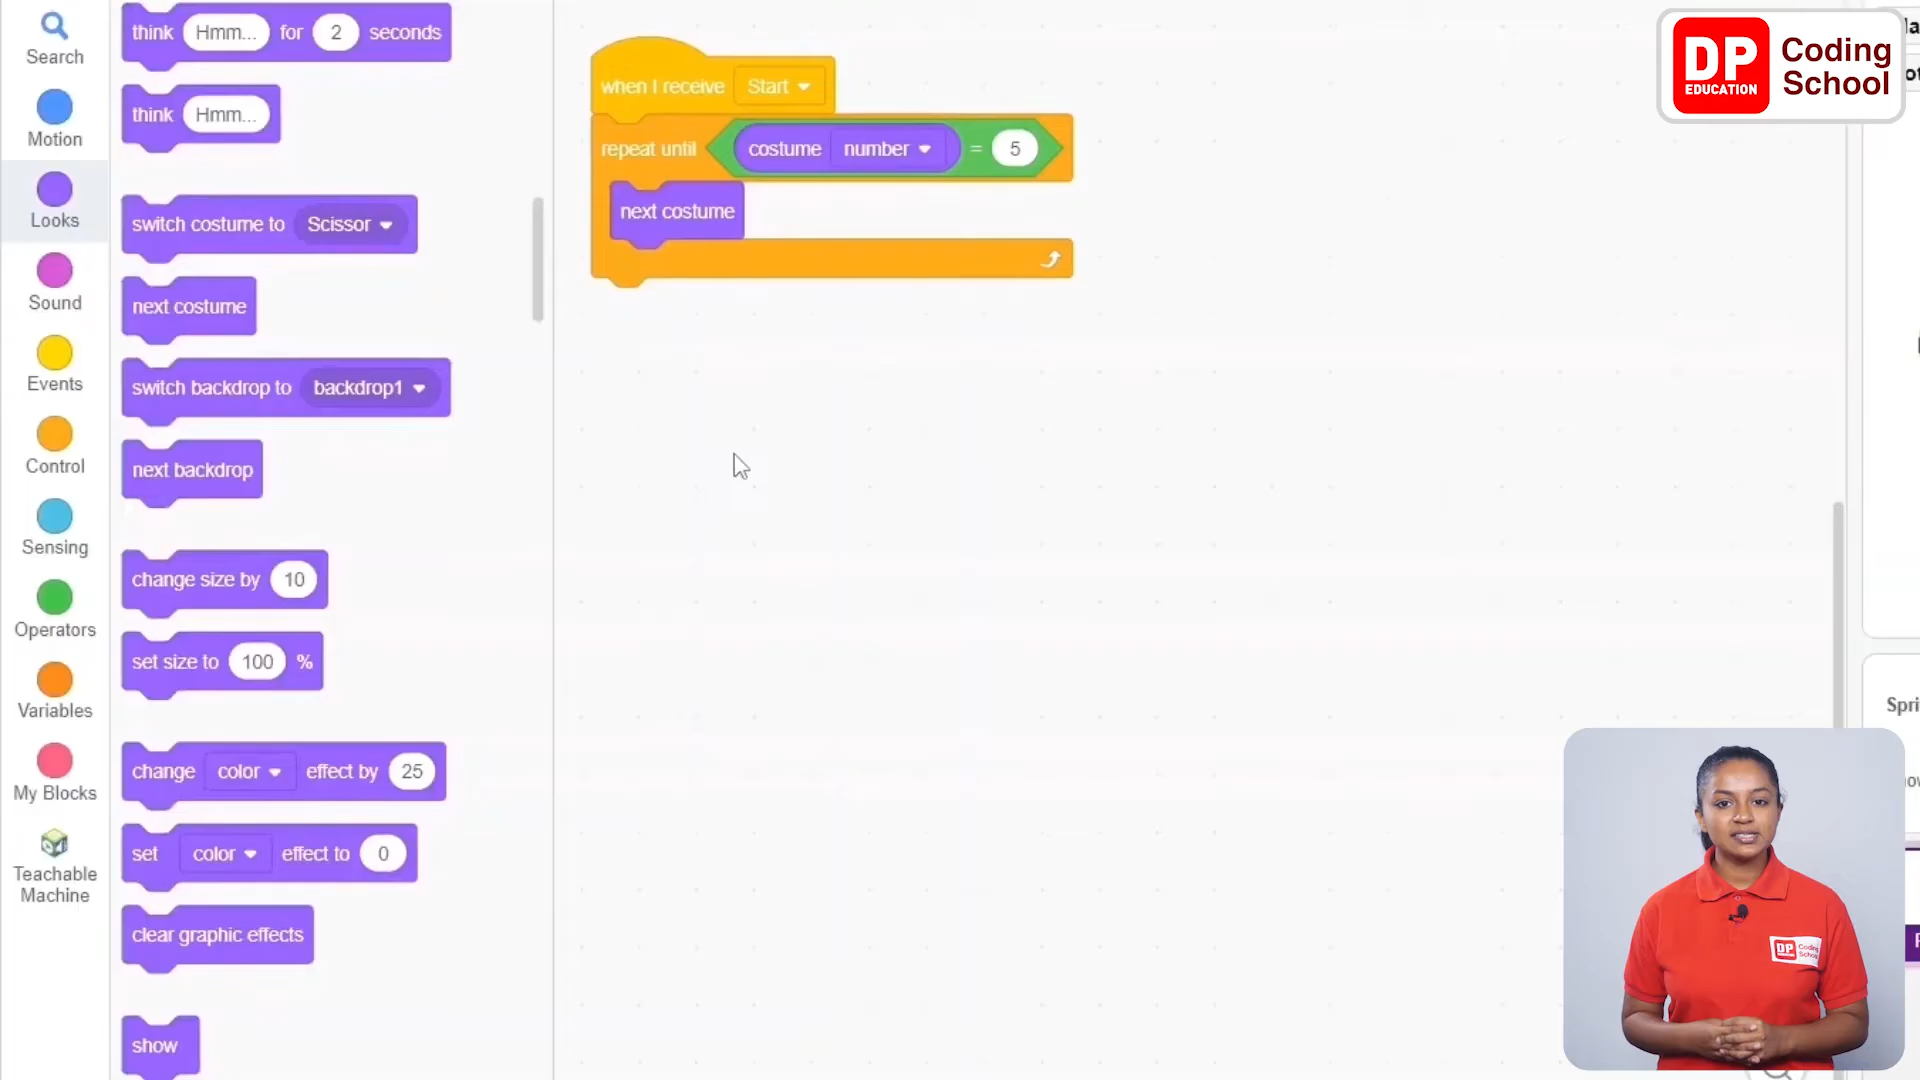 Search
Motion
Looks
Sound
Events
Control
Sensing
Operators
Variables
My Blocks
Teachable
Machine
think Hmm... for 2 seconds
think Hmm...
switch costume to Scissor
next costume
switch backdrop to backdrop1
next backdrop
change size by 10
set size to 100 %
change color effect by 25
set color effect to 0
clear graphic effects
show
when I receive Start
repeat until costume number = 5
next costume
DP
EDUCATION
Coding
School
Spri
DP